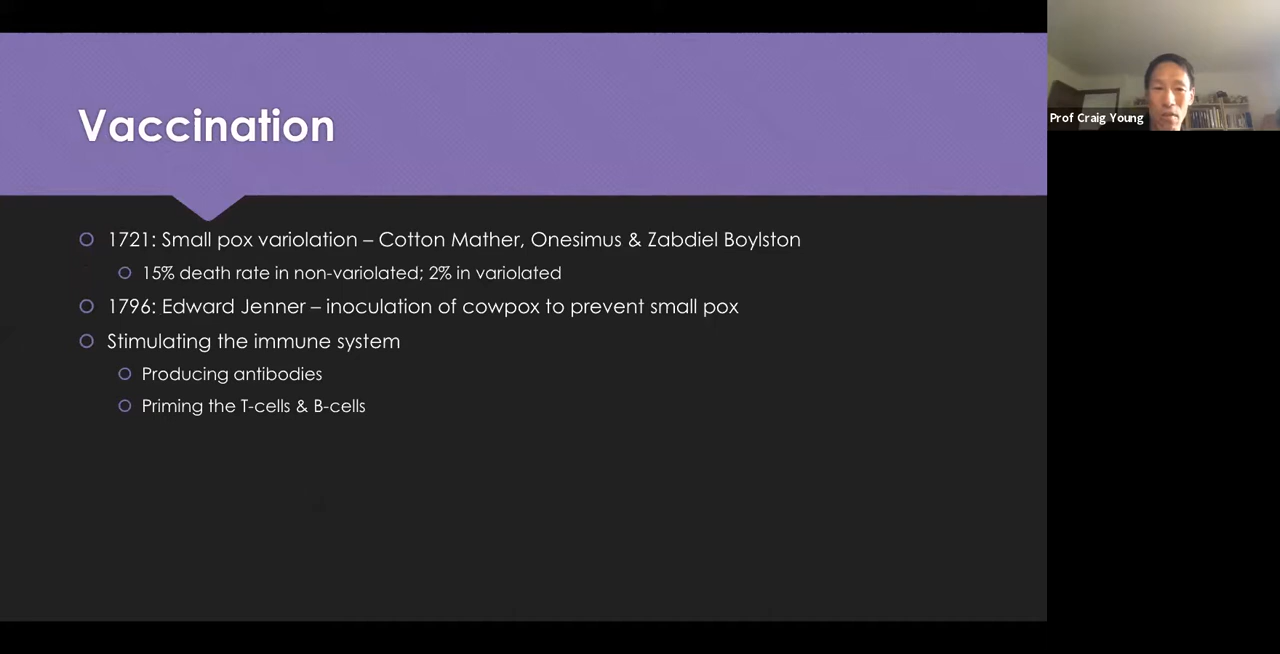 Vaccination
Prof Craig Young
1721: Small pox variolation – Cotton Mather, Onesimus & Zabdiel Boylston
15% death rate in non-variolated; 2% in variolated
1796: Edward Jenner – inoculation of cowpox to prevent small pox
Stimulating the immune system
Producing antibodies
Priming the T-cells & B-cells